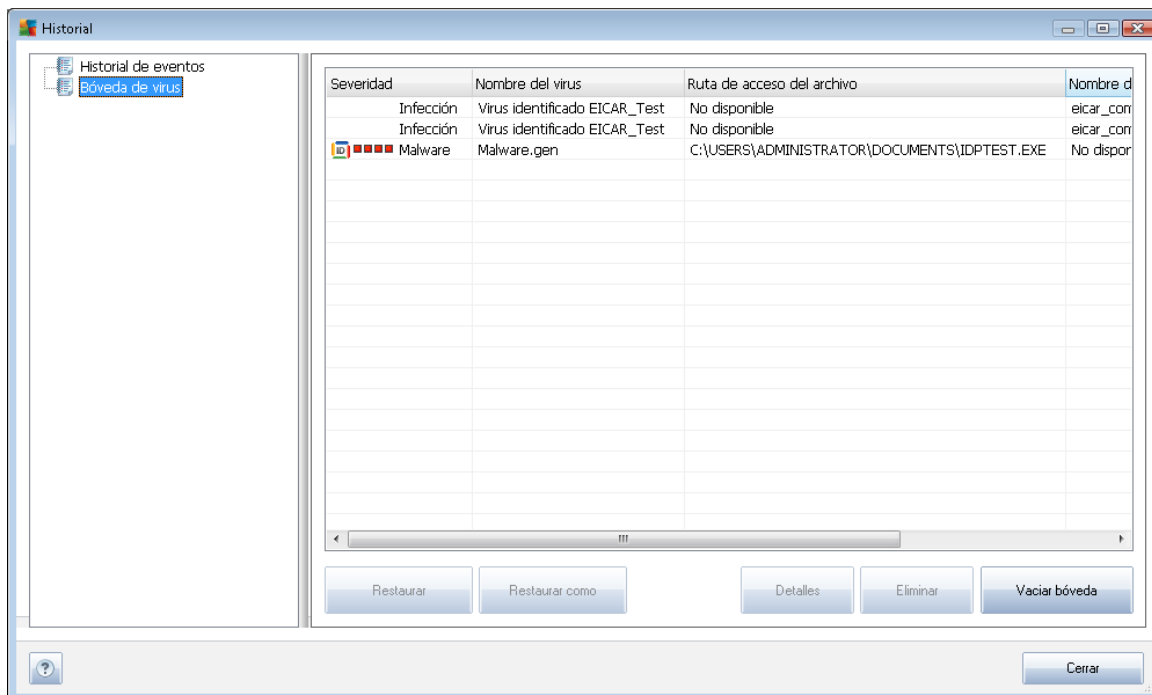 Historial
Historial de eventos
Bóveda de virus
Severidad Nombre del virus Ruta de acceso del archivo Nombre d
Infección Virus identificado EICAR_Test No disponible eicar_com
Infección Virus identificado EICAR_Test No disponible eicar_com
ID Malware Malware.gen C:\USERS\ADMINISTRATOR\DOCUMENTS\IDPTEST.EXE No dispon
Restaurar Restaurar como Detalles Eliminar Vaciar bóveda
? Cerrar